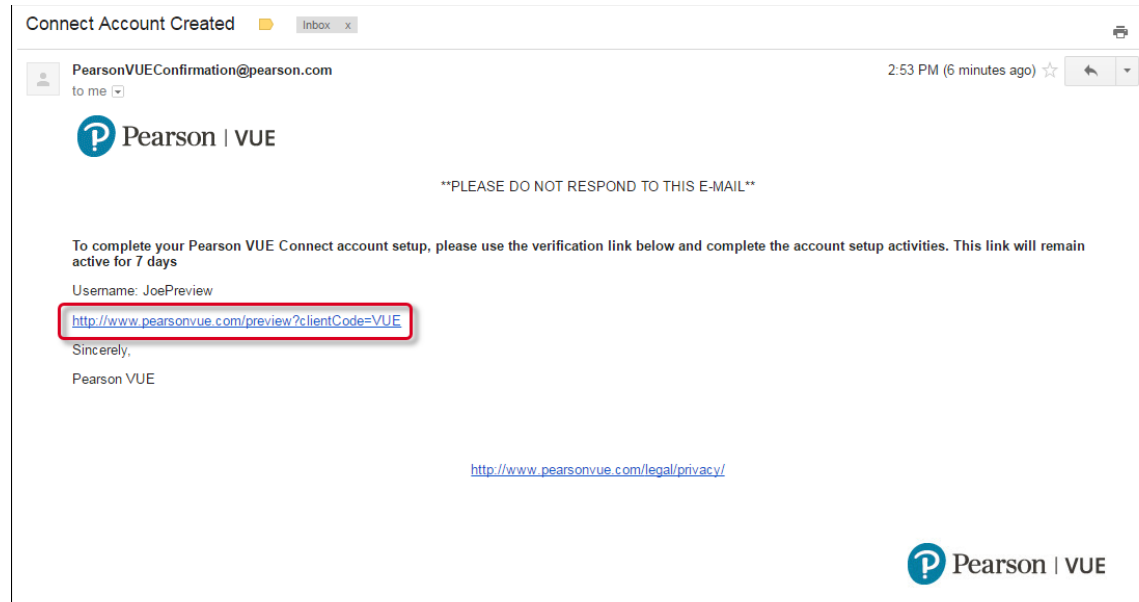 Connect Account Created
Inbox x
PearsonVUEConfirmation@pearson.com
2:53 PM (6 minutes ago)
to me
Pearson | VUE
**PLEASE DO NOT RESPOND TO THIS E-MAIL**
To complete your Pearson VUE Connect account setup, please use the verification link below and complete the account setup activities. This link will remain
active for 7 days
Username: JoePreview
http://www.pearsonvue.com/preview?clientCode=VUE
Sincerely,
Pearson VUE
http://www.pearsonvue.com/legal/privacy/
Pearson | VUE